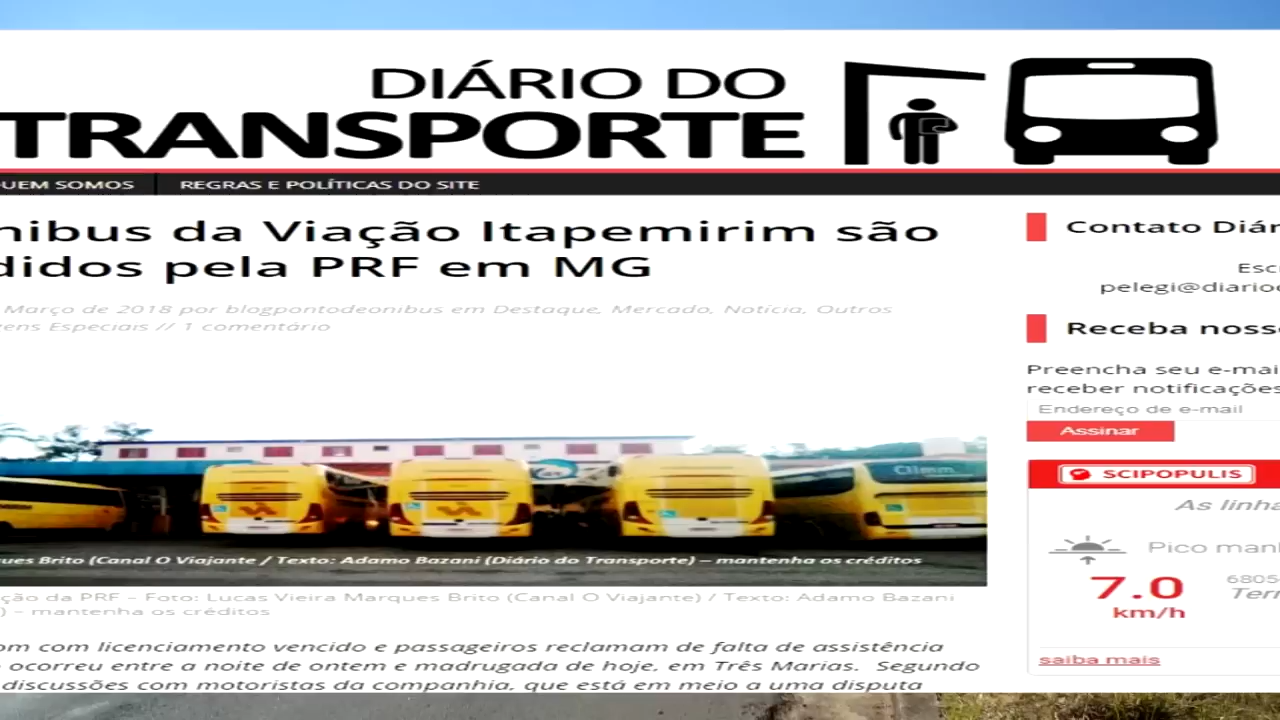 DIÁRIO DO
TRANSPORTE
QUEM SOMOS
REGRAS E POLÍTICAS DO SITE
nibus da Viação Itapemirim são
didos pela PRF em MG
Março de 2018 por blogpontodeonibus em Destaque, Mercado, Notícia, Outros
ens Especiais // 1 comentário
Climm
ques Brito (Canal O Viajante / Texto: Adamo Bazani (Diário do Transporte) – mantenha os créditos
ção da PRF – Foto: Lucas Vieira Marques Brito (Canal O Viajante) / Texto: Adamo Bazani
) – mantenha os créditos
om com licenciamento vencido e passageiros reclamam de falta de assistência
ocorreu entre a noite de ontem e madrugada de hoje, em Três Marias. Segundo
discussões com motoristas da companhia, que está em meio a uma disputa
Contato Diár
Esc
pelegi@diario
Receba noss
Preencha seu e-mai
receber notificações
Endereço de e-mail
Assinar
SCIPOPULIS
As linha
Pico man
7.0
km/h
6805
Ter
saiba mais